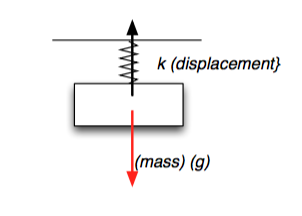 k (displacement}
(mass) (g)